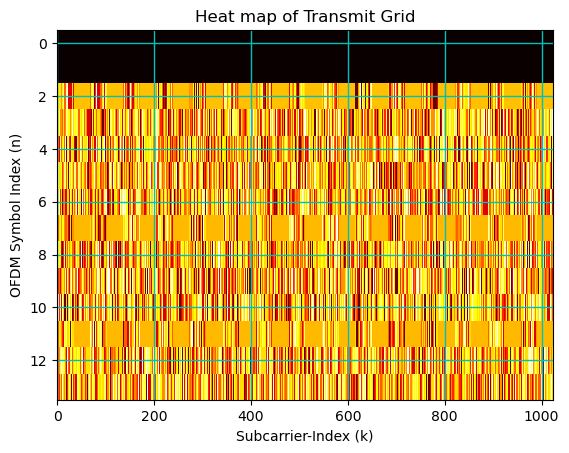 Heat map of Transmit Grid
OFDM Symbol Index (n)
0
2
4
6
8
10
12
0 200 400 600 800 1000
Subcarrier-Index (k)